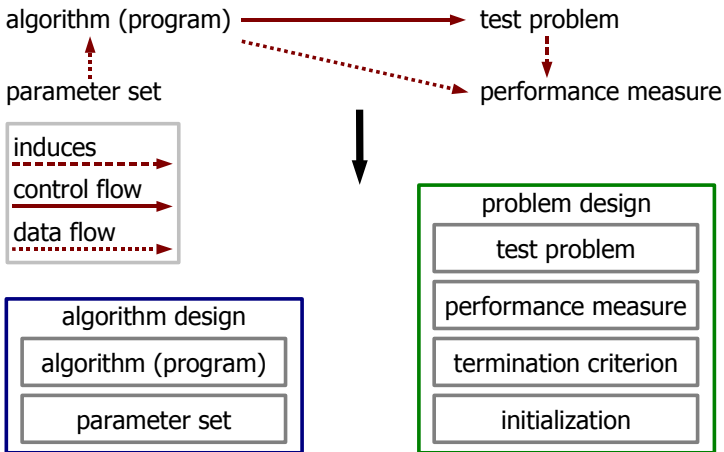 algorithm (program)
test problem
parameter set
performance measure
induces
control flow
data flow
problem design
test problem
performance measure
termination criterion
initialization
algorithm design
algorithm (program)
parameter set